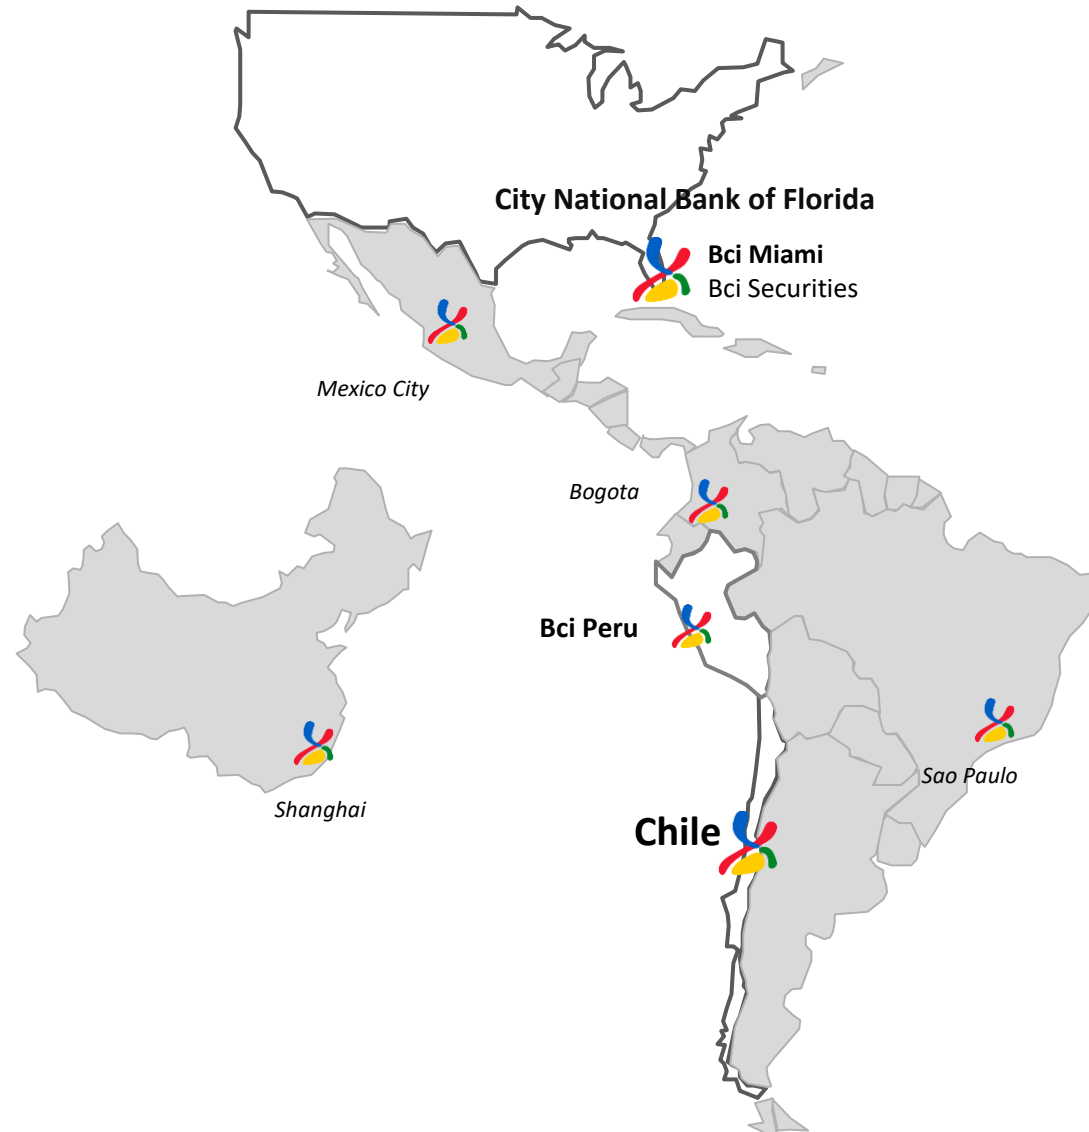 City National Bank of Florida
Bci Miami
Bci Securities
Mexico City
Bogota
Bci Peru
Sao Paulo
Shanghai
Chile